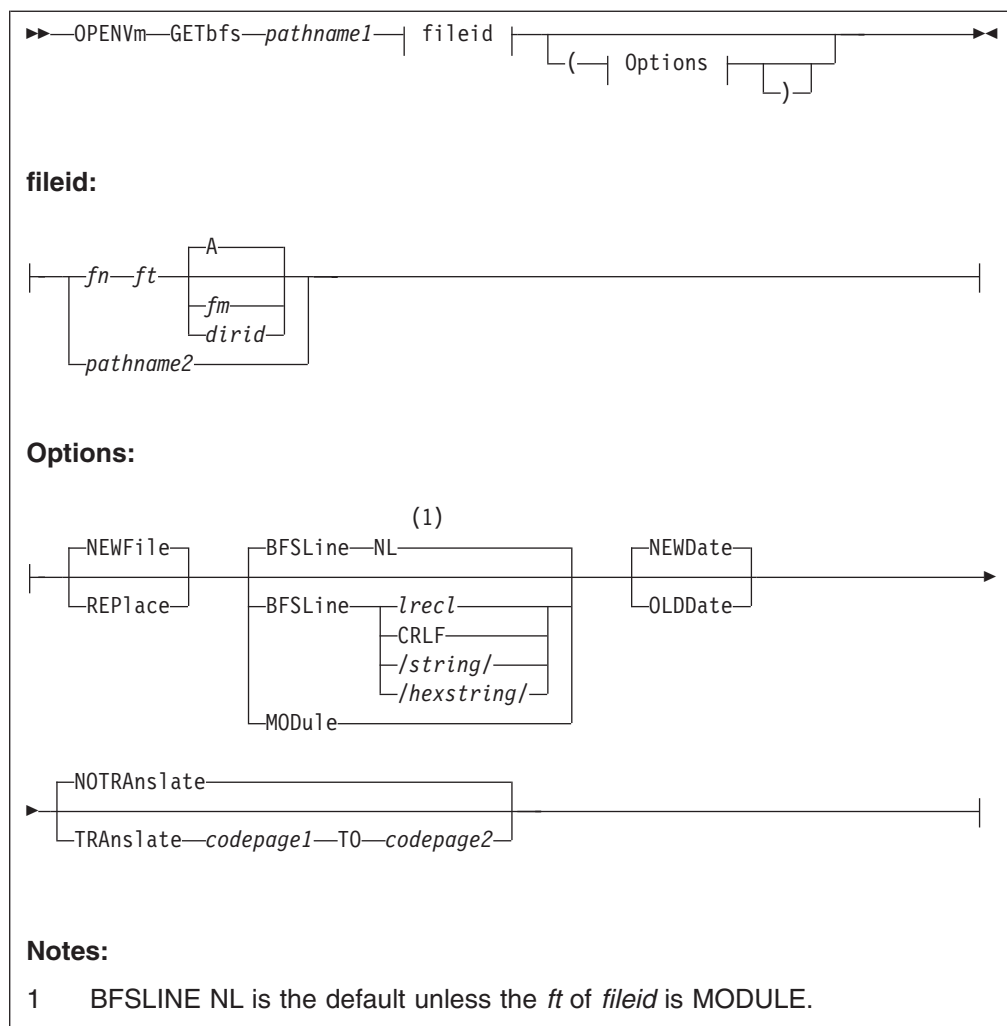 OPENVm GETbfs pathname1 fileid
( Options
)
fileid:
A
fn ft
fm
dirid
pathname2
Options:
(1)
NEWFile BFSLine NL NEWDate
REPlace BFSLine lrecl OLDDate
CRLF
/string/
/hexstring/
MODule
NOTRAnslate
TRAnslate codepage1 TO codepage2
Notes:
1 BFSLINE NL is the default unless the ft of fileid is MODULE.